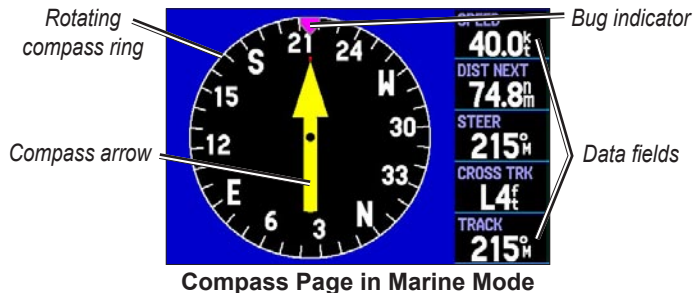 Rotating
compass ring
Bug indicator
Compass arrow
Data fields
21
24
W
30
33
N
3
6
E
12
15
S
SPEED
40.0kt
DIST NEXT
74.8nm
STEER
215°M
CROSS TRK
L4ft
TRACK
215°M
Compass Page in Marine Mode